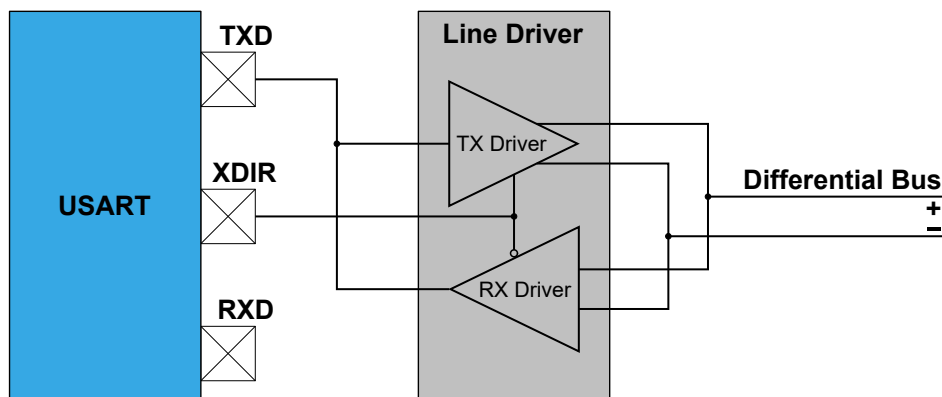 TXD
Line Driver
TX Driver
XDIR
USART
Differential Bus
+
−
RX Driver
RXD